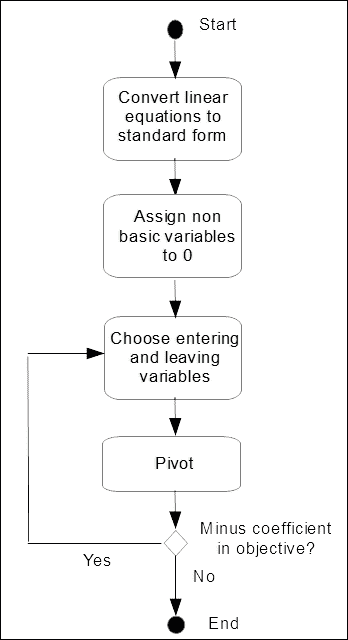 Start
Convert linear
equations to
standard form
Assign non
basic variables
to 0
Choose entering
and leaving
variables
Pivot
Minus coefficient
in objective?
Yes
No
End